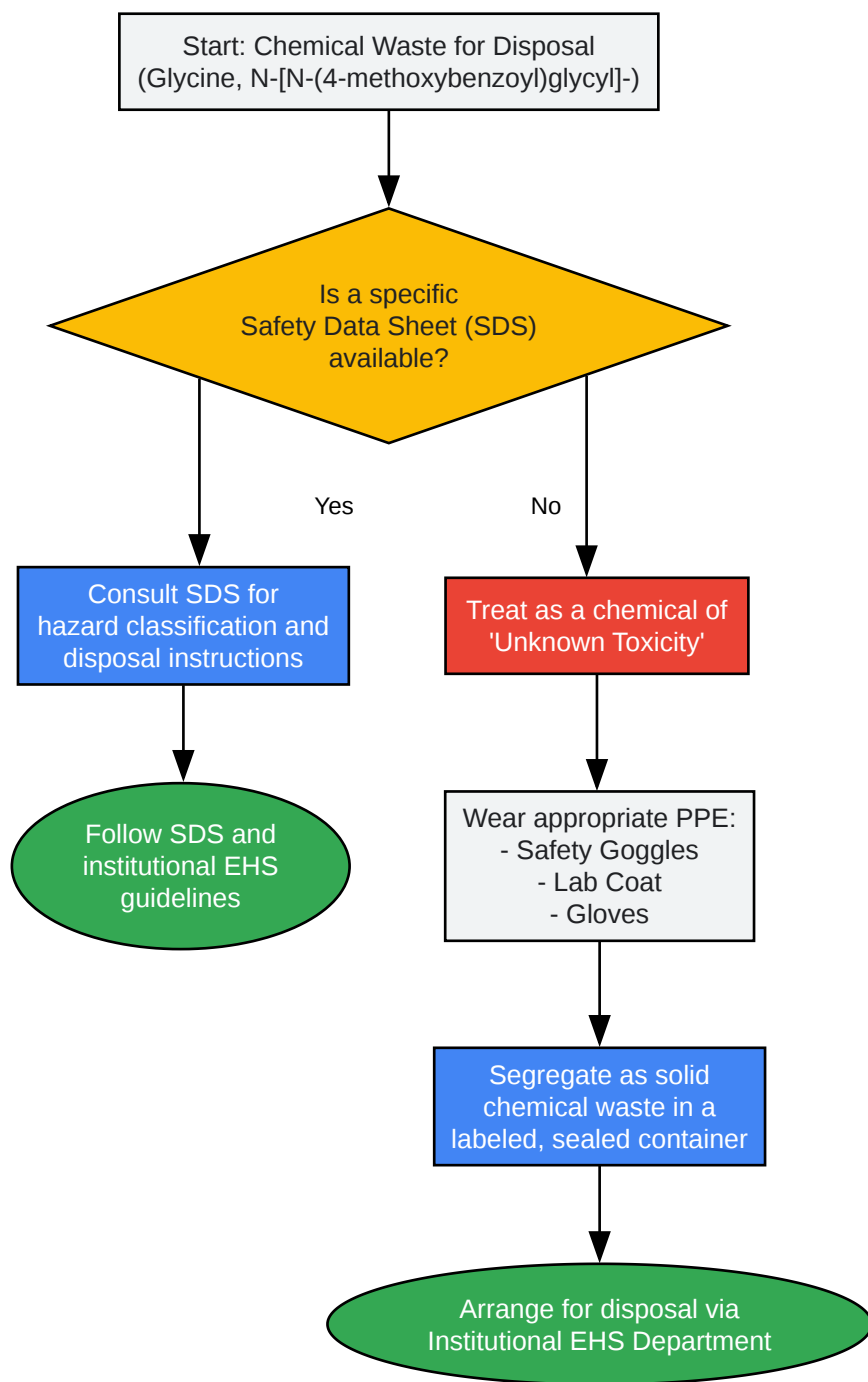 Start: Chemical Waste for Disposal
(Glycine, N-[N-(4-methoxybenzoyl)glycyl]-)
Is a specific
Safety Data Sheet (SDS)
available?
Yes
No
Consult SDS for
hazard classification and
disposal instructions
Treat as a chemical of
'Unknown Toxicity'
Follow SDS and
institutional EHS
guidelines
Wear appropriate PPE:
- Safety Goggles
- Lab Coat
- Gloves
Segregate as solid
chemical waste in a
labeled, sealed container
Arrange for disposal via
Institutional EHS Department